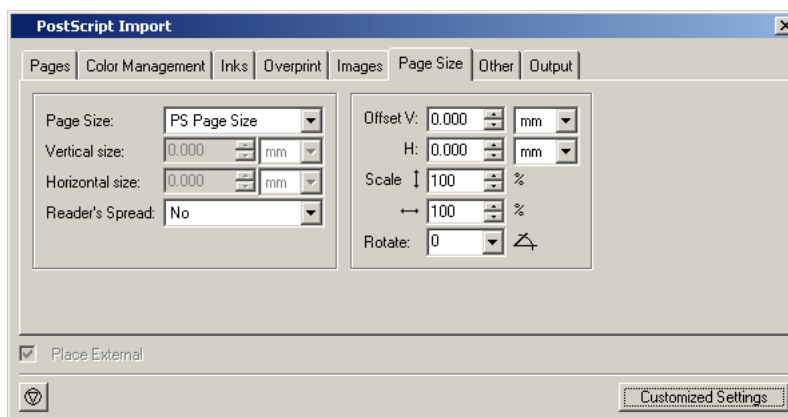 PostScript Import
Pages Color Management Inks Overprint Images Page Size Other Output
Page Size: PS Page Size
Vertical size: 0.000 mm
Horizontal size: 0.000 mm
Reader's Spread: No
Offset V: 0.000 mm
H: 0.000 mm
Scale 100 %
100 %
Rotate: 0
Place External
Customized Settings